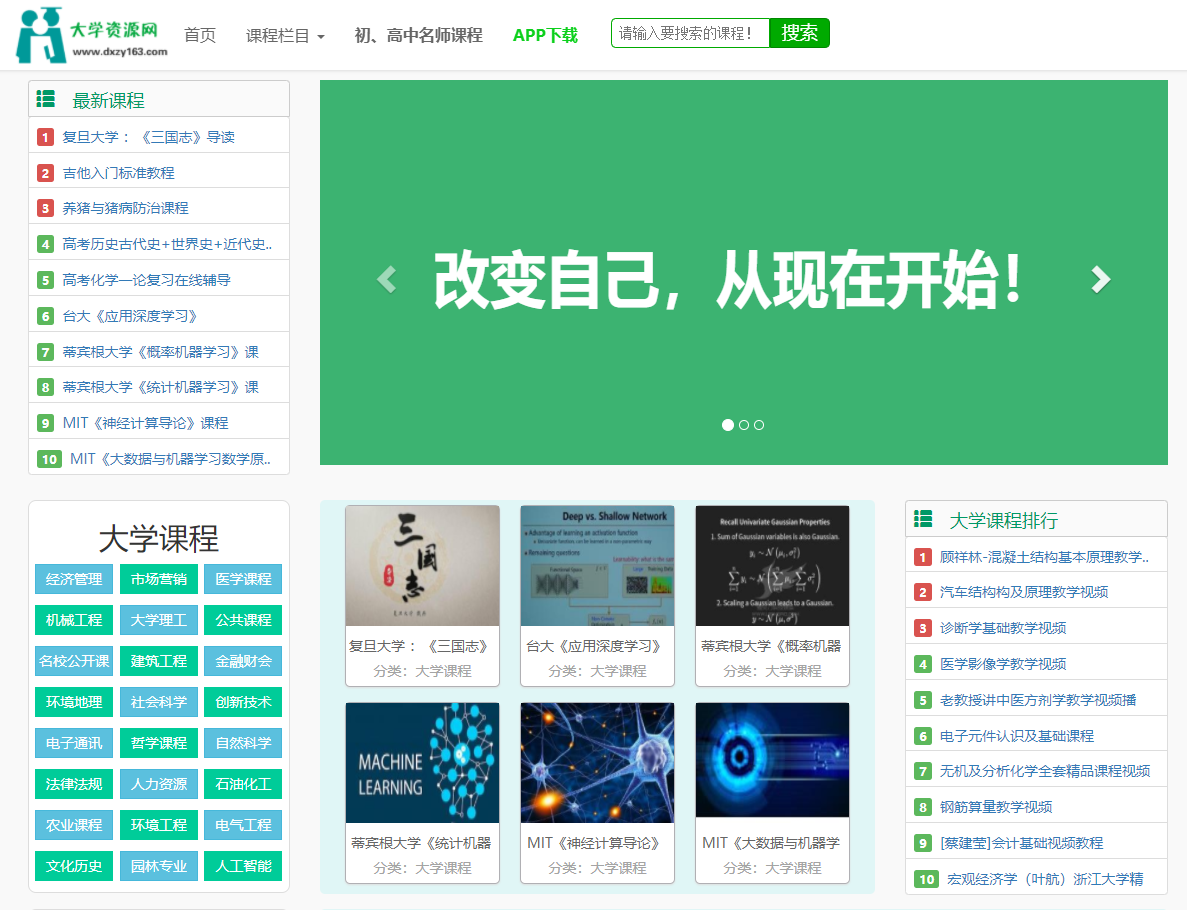 大学资源网
www.dxzy163.com
首页
课程栏目
初、高中名师课程
APP下载
请输入要搜索的课程!
搜索
最新课程
1 复旦大学：《三国志》导读
2 吉他入门标准教程
3 养猪与猪病防治课程
4 高考历史古代史+世界史+近代史..
5 高考化学一论复习在线辅导
6 台大《应用深度学习》
7 蒂宾根大学《概率机器学习》课
8 蒂宾根大学《统计机器学习》课
9 MIT《神经计算导论》课程
10 MIT《大数据与机器学习数学原..
改变自己，从现在开始！
大学课程
经济管理 市场营销 医学课程
机械工程 大学理工 公共课程
名校公开课 建筑工程 金融财会
环境地理 社会科学 创新技术
电子通讯 哲学课程 自然科学
法律法规 人力资源 石油化工
农业课程 环境工程 电气工程
文化历史 园林专业 人工智能
三国志
复旦大学：《三国志》
分类：大学课程
Deep vs. Shallow Network
Advantage of learning an activation function
Remaining questions
台大《应用深度学习》
分类：大学课程
Recall Univariate Gaussian Properties
1. Sum of Gaussian variables is also Gaussian.
2. Scaling a Gaussian leads to a Gaussian.
蒂宾根大学《概率机器
分类：大学课程
MACHINE
LEARNING
蒂宾根大学《统计机器
分类：大学课程
MIT《神经计算导论》
分类：大学课程
MIT《大数据与机器学
分类：大学课程
大学课程排行
1 顾祥林-混凝土结构基本原理教学..
2 汽车结构构及原理教学视频
3 诊断学基础教学视频
4 医学影像学教学视频
5 老教授讲中医方剂学教学视频播
6 电子元件认识及基础课程
7 无机及分析化学全套精品课程视频
8 钢筋算量教学视频
9 [蔡建莹]会计基础视频教程
10 宏观经济学（叶航）浙江大学精